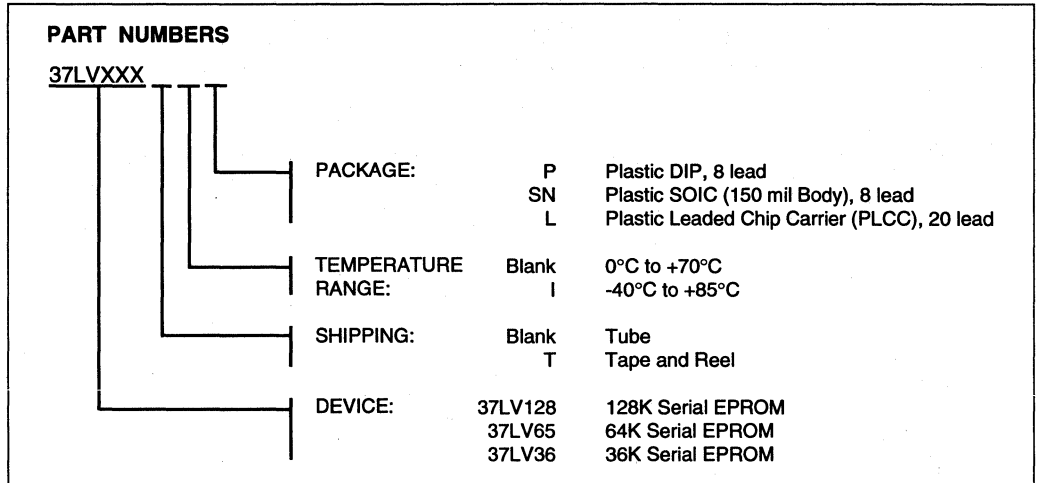 PART NUMBERS
37LVXXX _ _ _
PACKAGE: P Plastic DIP, 8 lead
SN Plastic SOIC (150 mil Body), 8 lead
L Plastic Leaded Chip Carrier (PLCC), 20 lead
TEMPERATURE Blank 0°C to +70°C
RANGE: I -40°C to +85°C
SHIPPING: Blank Tube
T Tape and Reel
DEVICE: 37LV128 128K Serial EPROM
37LV65 64K Serial EPROM
37LV36 36K Serial EPROM